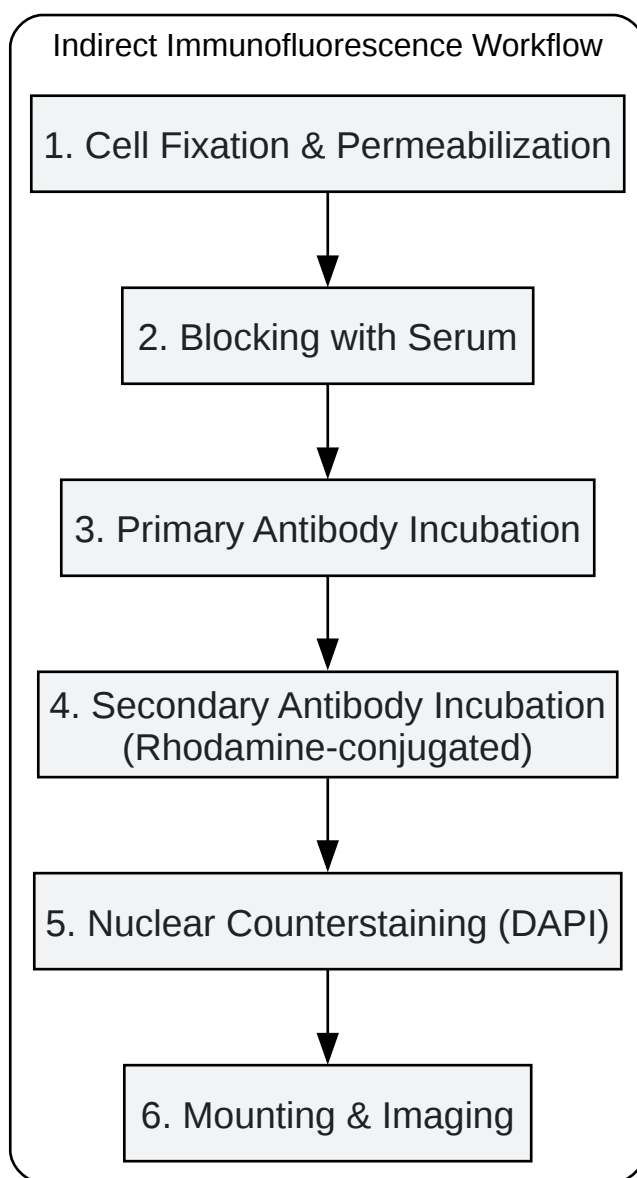 Indirect Immunofluorescence Workflow
1. Cell Fixation & Permeabilization
2. Blocking with Serum
3. Primary Antibody Incubation
4. Secondary Antibody Incubation
(Rhodamine-conjugated)
5. Nuclear Counterstaining (DAPI)
6. Mounting & Imaging